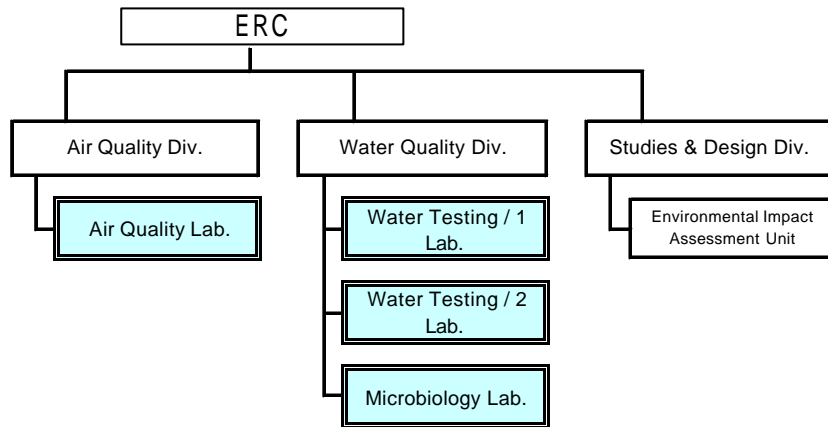 ERC
Air Quality Div.
Water Quality Div.
Studies & Design Div.
Air Quality Lab.
Water Testing / 1
Lab.
Environmental Impact
Assessment Unit
Water Testing / 2
Lab.
Microbiology Lab.